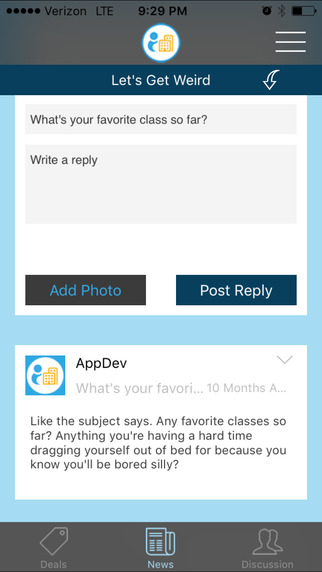 Verizon LTE 9:29 PM
Let's Get Weird
What's your favorite class so far?
Write a reply
Add Photo Post Reply
AppDev
What's your favori... 10 Months A...
Like the subject says. Any favorite classes so
far? Anything you're having a hard time
dragging yourself out of bed for because you
know you'll be bored silly?
Deals News Discussion